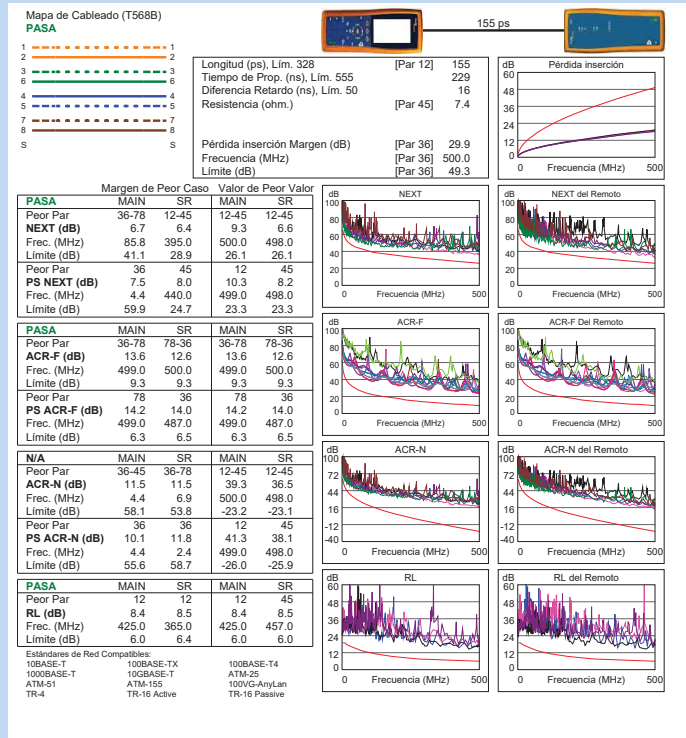 Mapa de Cableado (T568B)
PASA
155 ps
1 1
2 2
3 3
6 6
4 4
5 5
7 7
8 8
S S
Longitud (ps), Lím. 328 [Par 12] 155
Tiempo de Prop. (ns), Lím. 555 229
Diferencia Retardo (ns), Lím. 50 16
Resistencia (ohm.) [Par 45] 7.4
Pérdida inserción Margen (dB) [Par 36] 29.9
Frecuencia (MHz) [Par 36] 500.0
Límite (dB) [Par 36] 49.3
dB Pérdida inserción
60
48
36
24
12
0
0 Frecuencia (MHz) 500
Margen de Peor Caso Valor de Peor Valor
PASA MAIN SR MAIN SR
Peor Par 36-78 12-45 12-45 12-45
NEXT (dB) 6.7 6.4 9.3 6.6
Frec. (MHz) 85.8 395.0 500.0 498.0
Límite (dB) 41.1 28.9 26.1 26.1
Peor Par 36 45 12 45
PS NEXT (dB) 7.5 8.0 10.3 8.2
Frec. (MHz) 4.4 440.0 499.0 498.0
Límite (dB) 59.9 24.7 23.3 23.3
PASA MAIN SR MAIN SR
Peor Par 36-78 78-36 36-78 78-36
ACR-F (dB) 13.6 12.6 13.6 12.6
Frec. (MHz) 499.0 500.0 499.0 500.0
Límite (dB) 9.3 9.3 9.3 9.3
Peor Par 78 36 78 36
PS ACR-F (dB) 14.2 14.0 14.2 14.0
Frec. (MHz) 499.0 487.0 499.0 487.0
Límite (dB) 6.3 6.5 6.3 6.5
N/A MAIN SR MAIN SR
Peor Par 36-45 36-78 12-45 12-45
ACR-N (dB) 11.5 11.5 39.3 36.5
Frec. (MHz) 4.4 6.9 500.0 498.0
Límite (dB) 58.1 53.8 -23.2 -23.1
Peor Par 36 36 12 45
PS ACR-N (dB) 10.1 11.8 41.3 38.1
Frec. (MHz) 4.4 2.4 499.0 498.0
Límite (dB) 55.6 58.7 -26.0 -25.9
PASA MAIN SR MAIN SR
Peor Par 12 12 12 45
RL (dB) 8.4 8.5 8.4 8.5
Frec. (MHz) 425.0 365.0 425.0 457.0
Límite (dB) 6.0 6.4 6.0 6.0
Estándares de Red Compatibles:
10BASE-T 100BASE-TX 100BASE-T4
1000BASE-T 10GBASE-T ATM-25
ATM-51 ATM-155 100VG-AnyLan
TR-4 TR-16 Active TR-16 Passive
dB NEXT
100
80
60
40
20
0
0 Frecuencia (MHz) 500
dB NEXT del Remoto
100
80
60
40
20
0
0 Frecuencia (MHz) 500
dB ACR-F
100
80
60
40
20
0
0 Frecuencia (MHz) 500
dB ACR-F Del Remoto
100
80
60
40
20
0
0 Frecuencia (MHz) 500
dB ACR-N
100
72
44
16
-12
-40
0 Frecuencia (MHz) 500
dB ACR-N del Remoto
100
72
44
16
-12
-40
0 Frecuencia (MHz) 500
dB RL
60
48
36
24
12
0
0 Frecuencia (MHz) 500
dB RL del Remoto
60
48
36
24
12
0
0 Frecuencia (MHz) 500